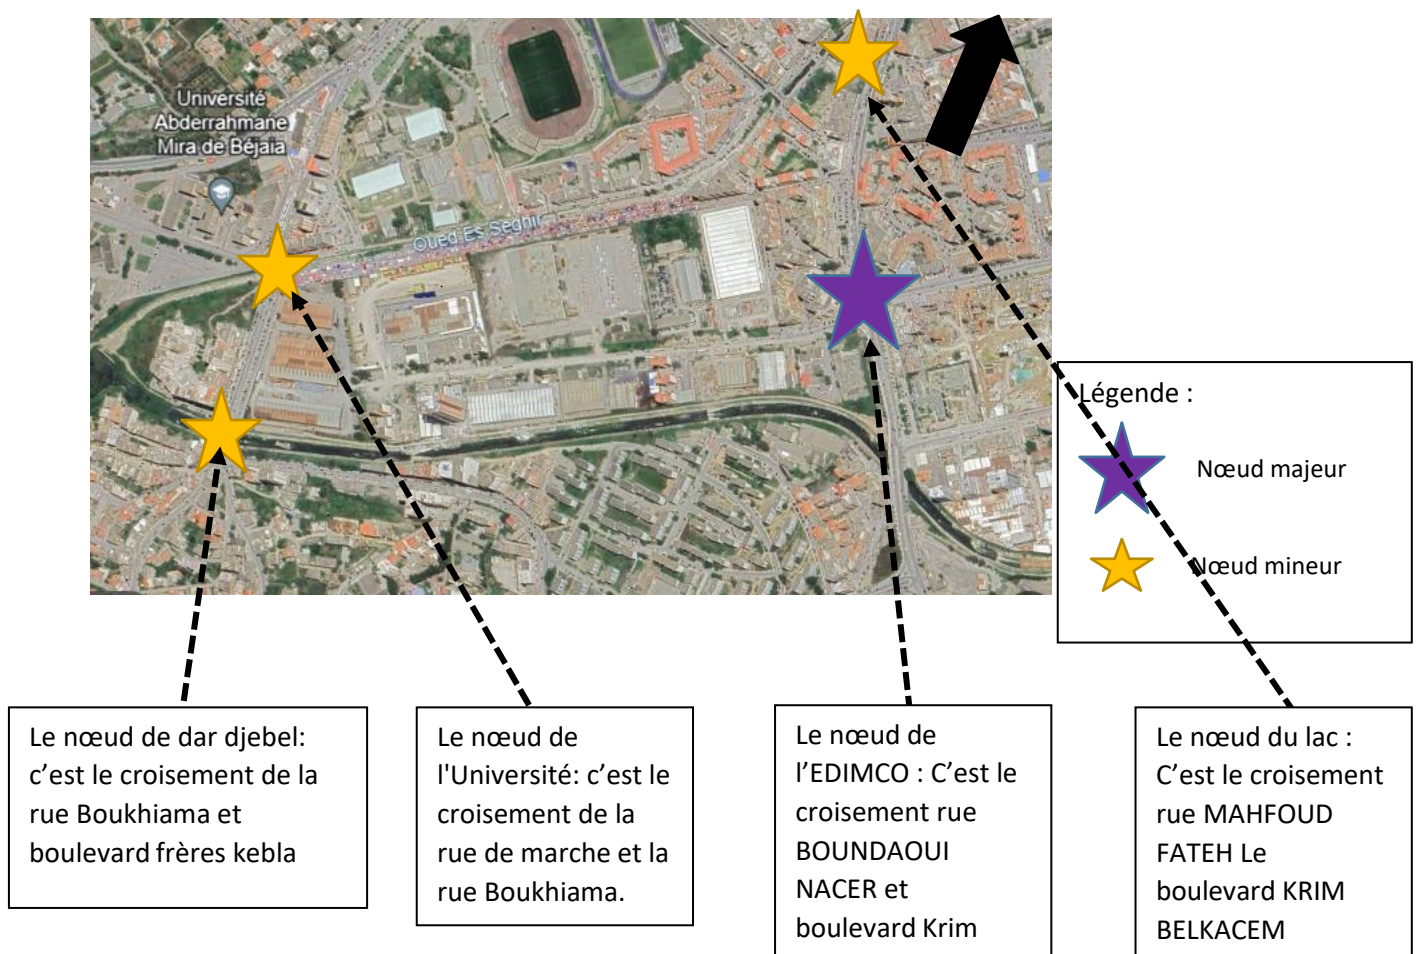 Université
Abderrahmane
Mira de Béjaia
Oued Es Seghir
Légende :
Nœud majeur
Nœud mineur
Le nœud de dar djebel:
c’est le croisement de la
rue Boukhiama et
boulevard frères kebla
Le nœud de
l'Université: c’est le
croisement de la
rue de marche et la
rue Boukhiama.
Le nœud de
l’EDIMCO : C’est le
croisement rue
BOUNDAOUI
NACER et
boulevard Krim
Le nœud du lac :
C’est le croisement
rue MAHFOUD
FATEH Le
boulevard KRIM
BELKACEM